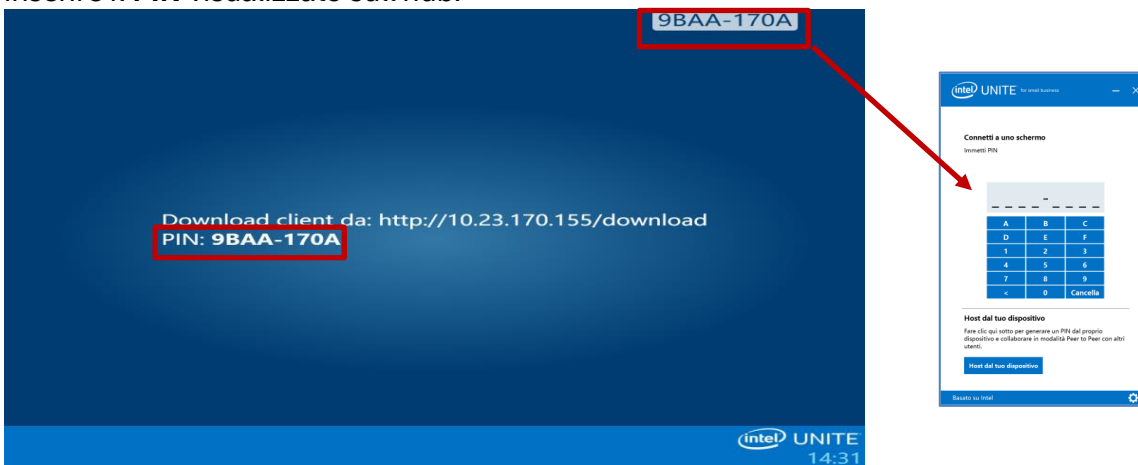 9BAA-170A
Download client da: http://10.23.170.155/download
PIN: 9BAA-170A
intel UNITE
14:31
intel UNITE for small business
Connetti a uno schermo
Immetti PIN
_ _ _ _ - _ _ _ _
A B C
D E F
1 2 3
4 5 6
7 8 9
< 0 Cancella
Host dal tuo dispositivo
Fare clic qui sotto per generare un PIN dal proprio
dispositivo e collaborare in modalità Peer to Peer con altri
utenti.
Host dal tuo dispositivo
Basato su Intel